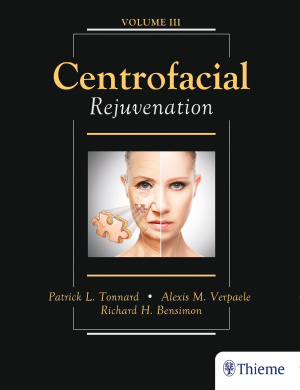 VOLUME III
Centrofacial
Rejuvenation
Patrick L. Tonnard • Alexis M. Verpaele
Richard H. Bensimon
Thieme